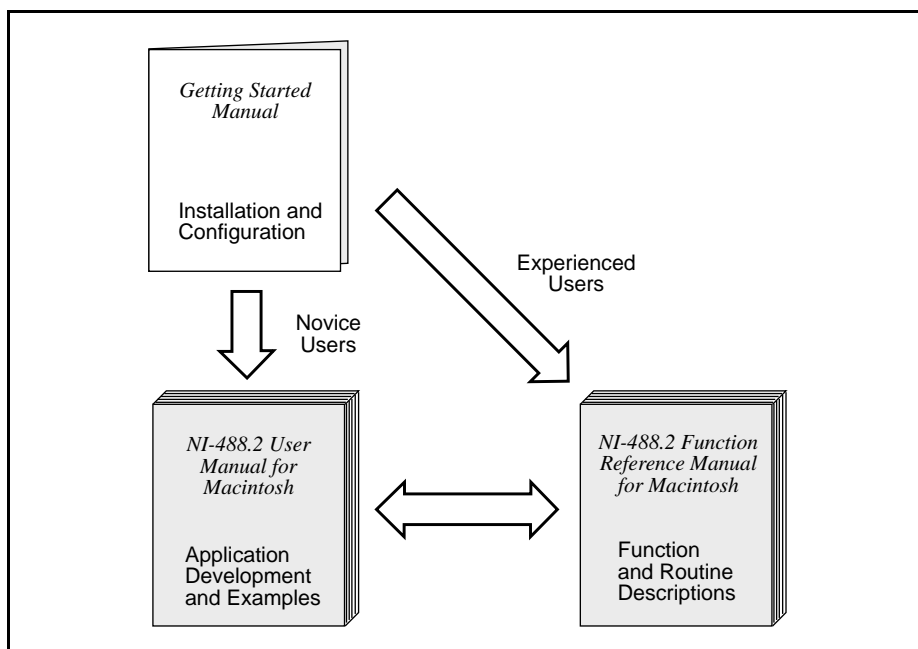 Getting Started
Manual
Installation and
Configuration
Experienced
Users
Novice
Users
NI-488.2 User
Manual for
Macintosh
Application
Development
and Examples
NI-488.2 Function
Reference Manual
for Macintosh
Function
and Routine
Descriptions